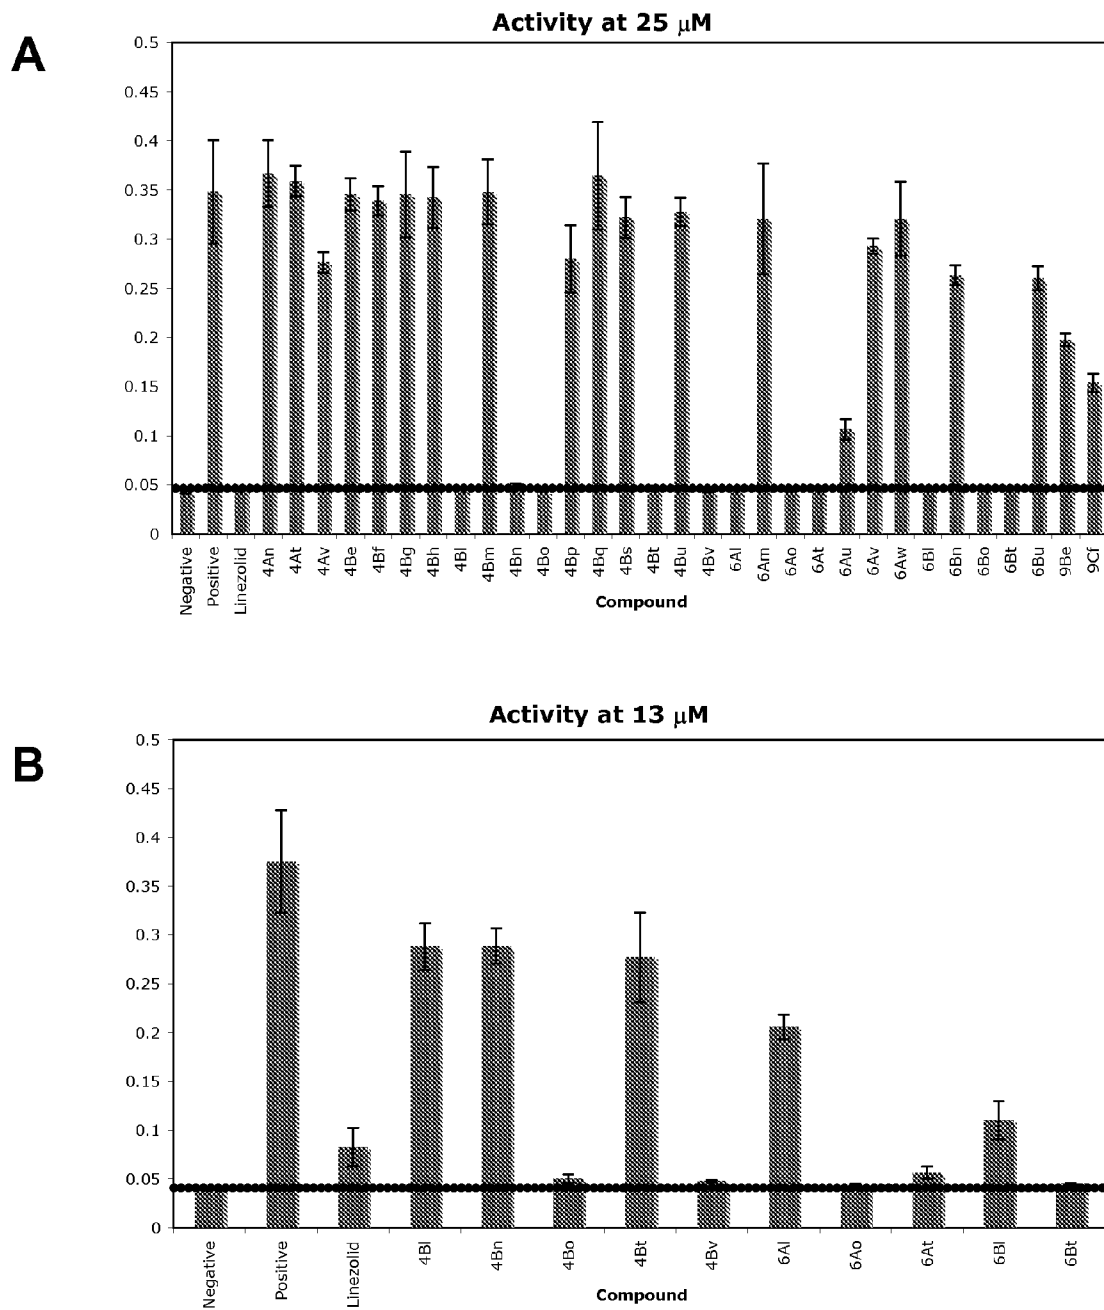 A
Activity at 25 μM
0.5
0.45
0.4
0.35
0.3
0.25
0.2
0.15
0.1
0.05
0
Negative
Positive
Linezolid
4An
4At
4Av
4Be
4Bf
4Bg
4Bh
4Bl
4Bm
4Bn
4Bo
4Bp
4Bq
4Bs
4Bt
4Bu
4Bv
6Al
6Am
6Ao
6At
6Au
6Av
6Aw
6Bl
6Bn
6Bo
6Bt
6Bu
9Be
9Cf
Compound
B
Activity at 13 μM
0.5
0.45
0.4
0.35
0.3
0.25
0.2
0.15
0.1
0.05
0
Negative
Positive
Linezolid
4Bl
4Bn
4Bo
4Bt
4Bv
6Al
6Ao
6At
6Bl
6Bt
Compound